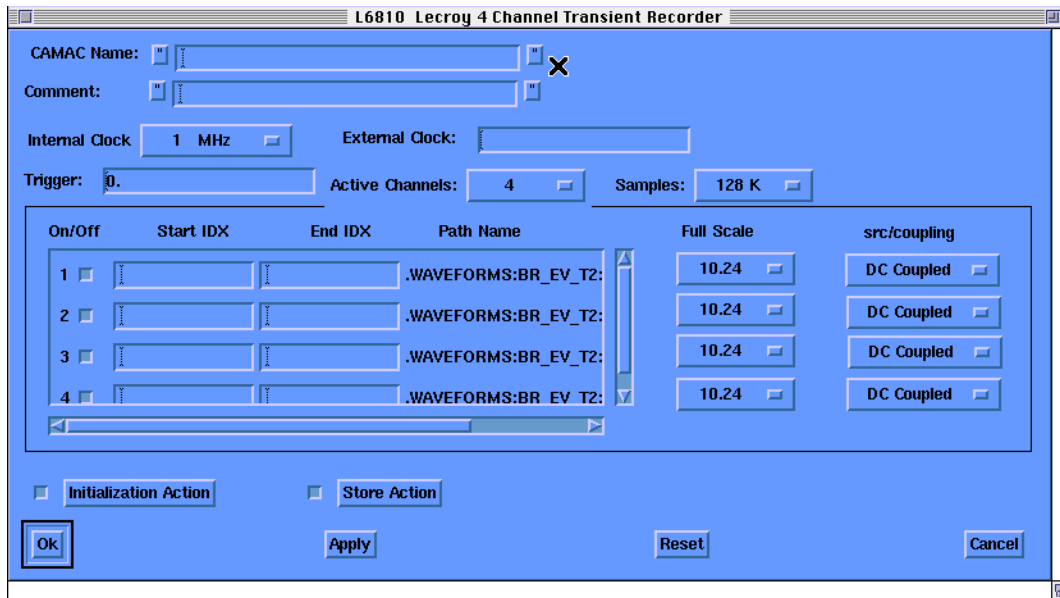 L6810 Lecroy 4 Channel Transient Recorder
CAMAC Name: " "
Comment: " "
Internal Clock 1 MHz External Clock:
Trigger: 0. Active Channels: 4 Samples: 128 K
On/Off Start IDX End IDX Path Name Full Scale src/coupling
1 .WAVEFORMS:BR_EV_T2: 10.24 DC Coupled
2 .WAVEFORMS:BR_EV_T2: 10.24 DC Coupled
3 .WAVEFORMS:BR_EV_T2: 10.24 DC Coupled
4 .WAVEFORMS:BR_EV_T2: 10.24 DC Coupled
Initialization Action Store Action
Ok Apply Reset Cancel